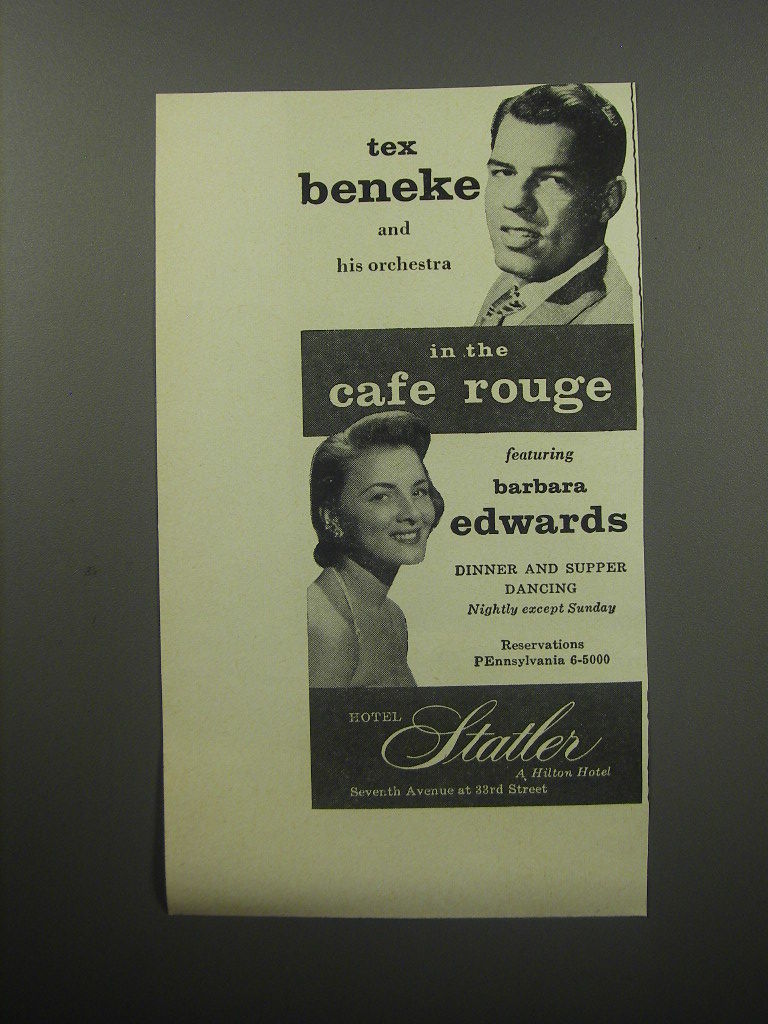 tex
beneke
and
his orchestra
in the
cafe rouge
featuring
barbara
edwards
DINNER AND SUPPER
DANCING
Nightly except Sunday
Reservations
PEnnsylvania 6-5000
HOTEL Statler
A Hilton Hotel
Seventh Avenue at 33rd Street